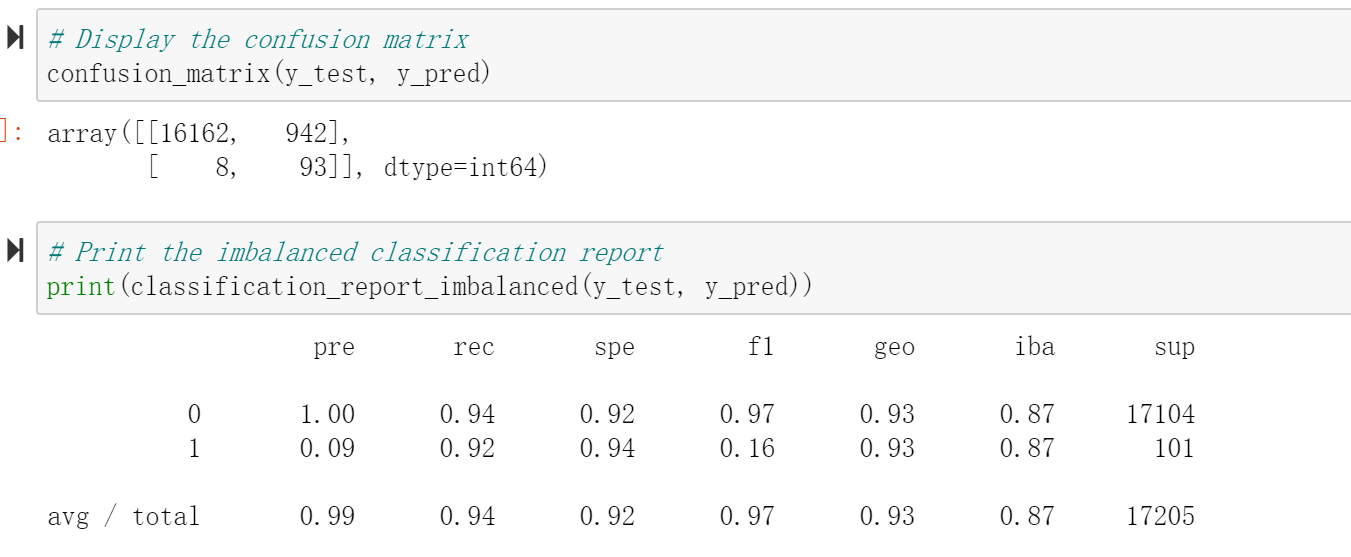 # Display the confusion matrix
confusion_matrix(y_test, y_pred)
]: array([[16162, 942],
[ 8, 93]], dtype=int64)
# Print the imbalanced classification report
print(classification_report_imbalanced(y_test, y_pred))
pre rec spe f1 geo iba sup
0 1.00 0.94 0.92 0.97 0.93 0.87 17104
1 0.09 0.92 0.94 0.16 0.93 0.87 101
avg / total 0.99 0.94 0.92 0.97 0.93 0.87 17205